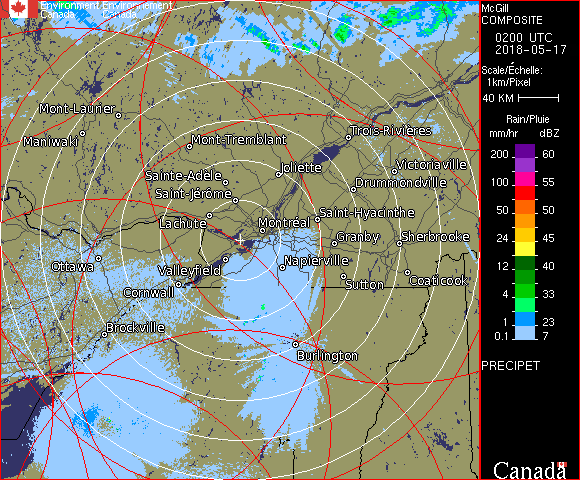 Environment Environnement
Canada Canada
McGill
COMPOSITE
0200 UTC
2018-05-17
Scale/Échelle:
1km/Pixel
40 KM
Rain/Pluie
mm/hr dBZ
200 60
100 55
50 50
24 45
12 40
4 33
1 23
0.1 7
PRECIPET
Canada
Mont-Laurier
Maniwaki
Mont-Tremblant
Trois-Rivières
Sainte-Adèle
Joliette
Victoriaville
Saint-Jérôme
Drummondville
Lachute
Montréal
Saint-Hyacinthe
Granby
Sherbrooke
Ottawa
Valleyfield
Napierville
Cornwall
Sutton
Coaticook
Brockville
Burlington